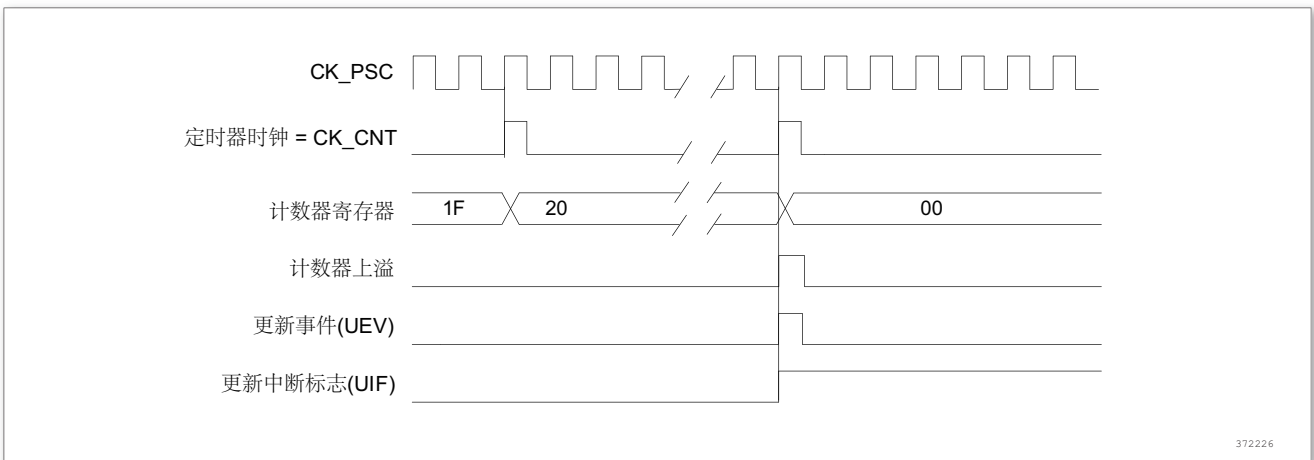 CK_PSC
定时器时钟 = CK_CNT
计数器寄存器 1F 20 00
计数器上溢
更新事件(UEV)
更新中断标志(UIF)
372226